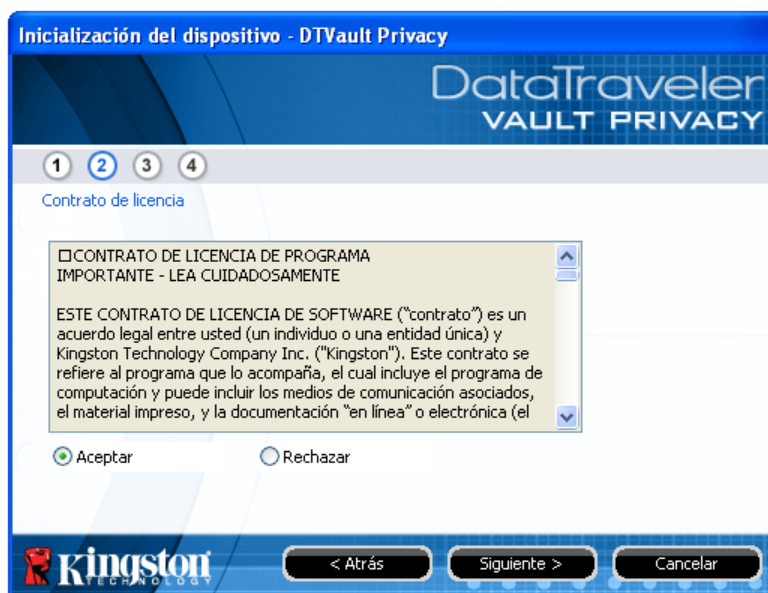 Inicialización del dispositivo - DTVault Privacy
DataTraveler
VAULT PRIVACY
1 2 3 4
Contrato de licencia
□CONTRATO DE LICENCIA DE PROGRAMA
IMPORTANTE - LEA CUIDADOSAMENTE
ESTE CONTRATO DE LICENCIA DE SOFTWARE ("contrato") es un
acuerdo legal entre usted (un individuo o una entidad única) y
Kingston Technology Company Inc. ("Kingston"). Este contrato se
refiere al programa que lo acompaña, el cual incluye el programa de
computación y puede incluir los medios de comunicación asociados,
el material impreso, y la documentación "en línea" o electrónica (el
Aceptar
Rechazar
Kingston
TECHNOLOGY
< Atrás
Siguiente >
Cancelar